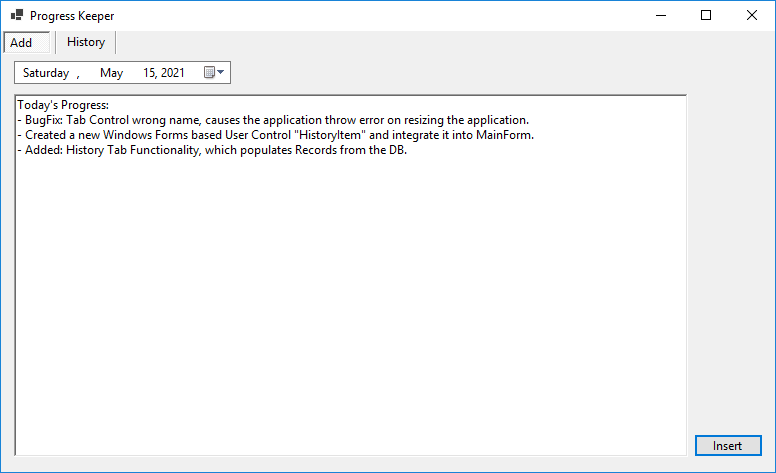 Progress Keeper
Add History
Saturday , May 15, 2021
Today's Progress:
- BugFix: Tab Control wrong name, causes the application throw error on resizing the application.
- Created a new Windows Forms based User Control "HistoryItem" and integrate it into MainForm.
- Added: History Tab Functionality, which populates Records from the DB.
Insert